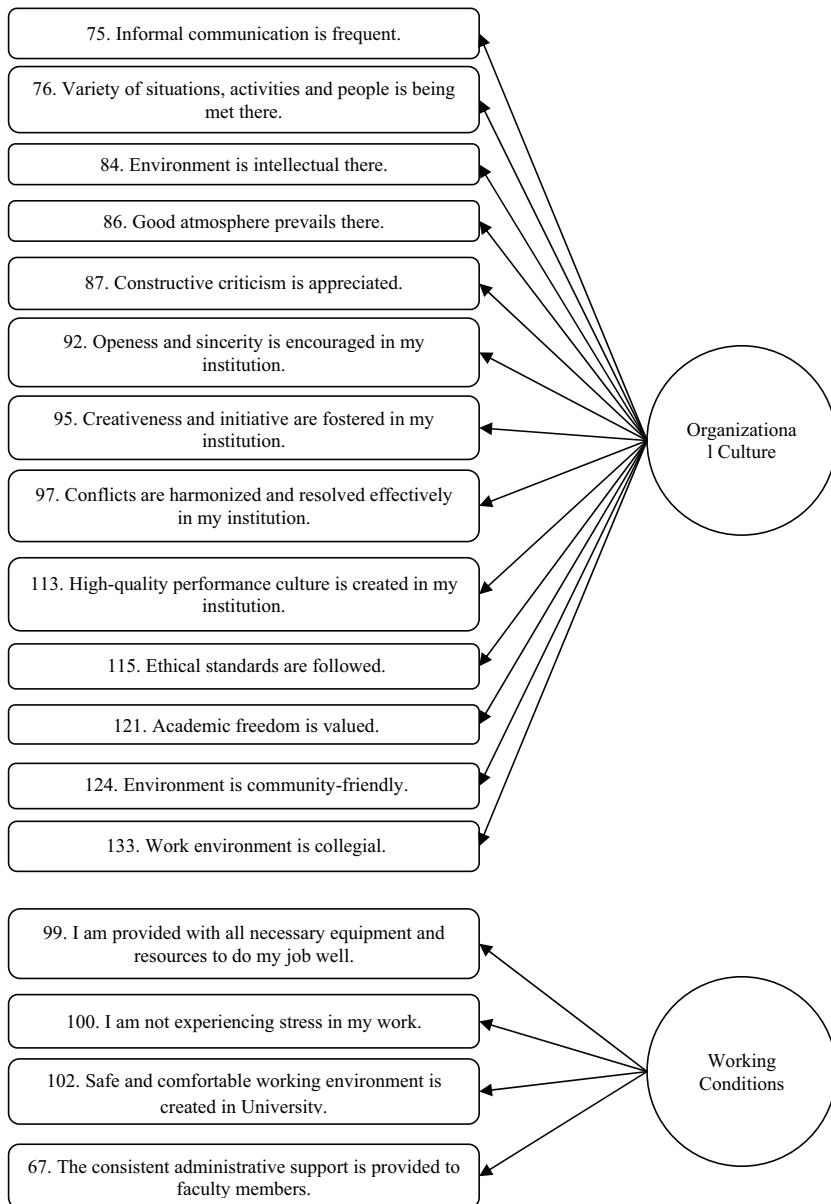 75. Informal communication is frequent.
76. Variety of situations, activities and people is being
met there.
84. Environment is intellectual there.
86. Good atmosphere prevails there.
87. Constructive criticism is appreciated.
92. Openess and sincerity is encouraged in my
institution.
95. Creativeness and initiative are fostered in my
institution.
97. Conflicts are harmonized and resolved effectively
in my institution.
113. High-quality performance culture is created in my
institution.
115. Ethical standards are followed.
121. Academic freedom is valued.
124. Environment is community-friendly.
133. Work environment is collegial.
Organizationa
l Culture
99. I am provided with all necessary equipment and
resources to do my job well.
100. I am not experiencing stress in my work.
102. Safe and comfortable working environment is
created in University.
67. The consistent administrative support is provided to
faculty members.
Working
Conditions